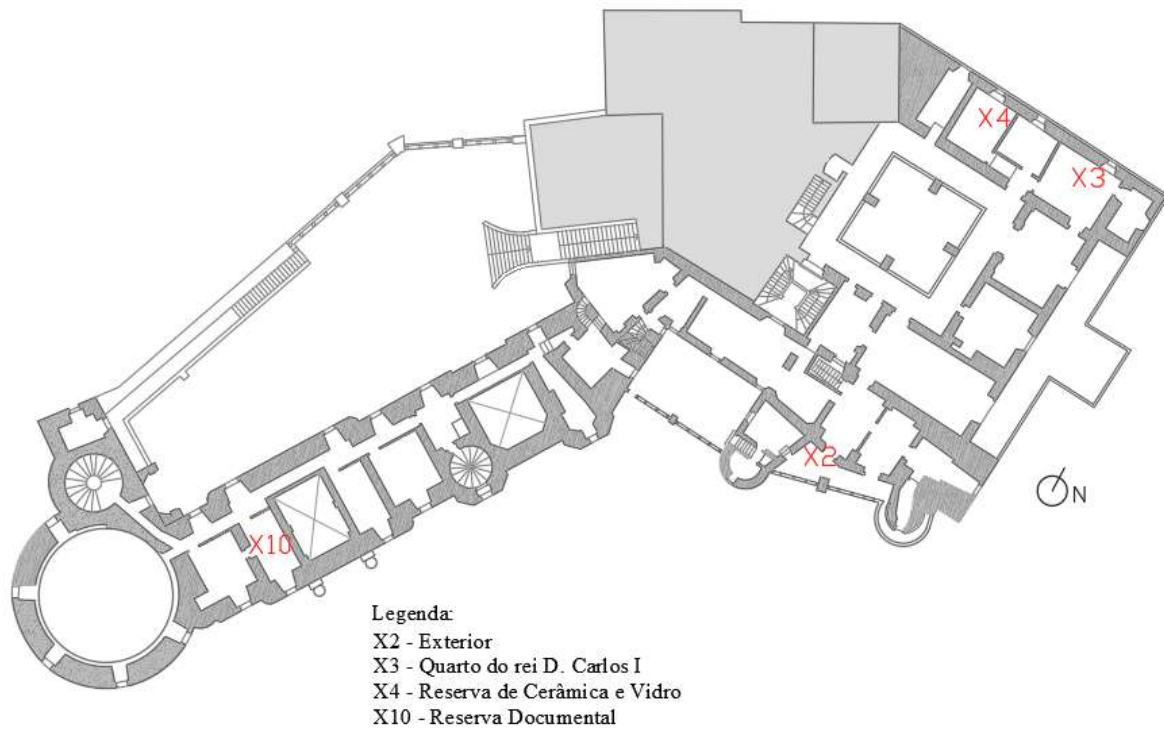 X4
X3
X2
N
X10
Legenda:
X2 - Exterior
X3 - Quarto do rei D. Carlos I
X4 - Reserva de Cerâmica e Vidro
X10 - Reserva Documental